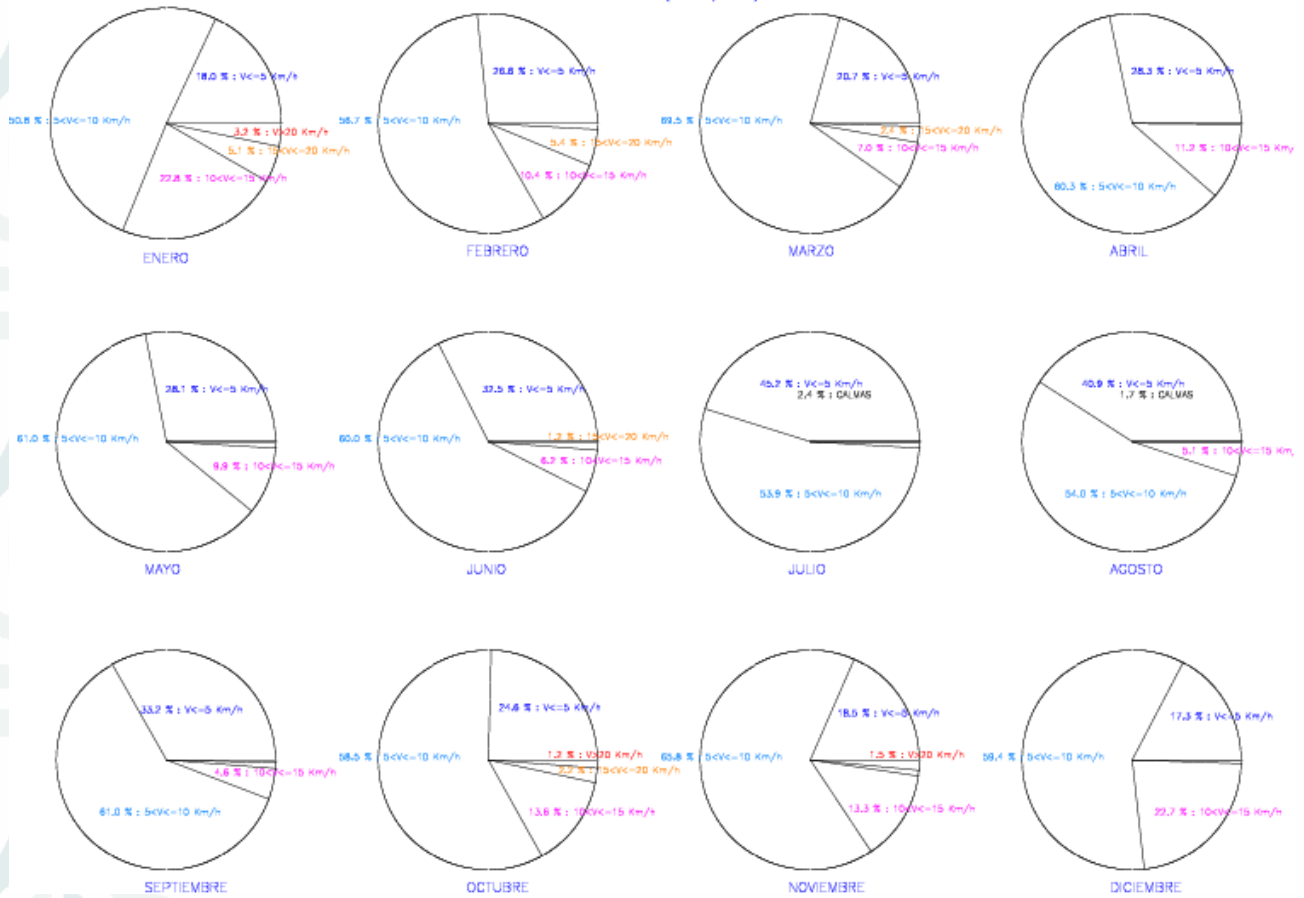 18.0 % : V<=5 Km/h
50.8 % : 5<V<=10 Km/h
3.2 % : V>20 Km/h
5.1 % : 15<V<=20 Km/h
22.8 % : 10<V<=15 Km/h
ENERO
26.8 % : V<=5 Km/h
56.7 % : 5<V<=10 Km/h
5.4 % : 15<V<=20 Km/h
10.4 % : 10<V<=15 Km/h
FEBRERO
20.7 % : V<=5 Km/h
69.5 % : 5<V<=10 Km/h
2.4 % : 15<V<=20 Km/h
7.0 % : 10<V<=15 Km/h
MARZO
28.3 % : V<=5 Km/h
11.2 % : 10<V<=15 Km/
60.3 % : 5<V<=10 Km/h
ABRIL
28.1 % : V<=5 Km/h
61.0 % : 5<V<=10 Km/h
9.9 % : 10<V<=15 Km/h
MAYO
32.5 % : V<=5 Km/h
60.0 % : 5<V<=10 Km/h
1.2 % : 15<V<=20 Km/h
6.2 % : 10<V<=15 Km/h
JUNIO
45.2 % : V<=5 Km/h
2.4 % : CALMAS
53.9 % : 5<V<=10 Km/h
JULIO
40.9 % : V<=5 Km/h
1.7 % : CALMAS
5.1 % : 10<V<=15 Km/
54.0 % : 5<V<=10 Km/h
AGOSTO
33.2 % : V<=5 Km/h
4.6 % : 10<V<=15 Km/h
61.0 % : 5<V<=10 Km/h
SEPTIEMBRE
24.6 % : V<=5 Km/h
58.5 % : 5<V<=10 Km/h
1.2 % : V>20 Km/h
2.2 % : 15<V<=20 Km/h
13.6 % : 10<V<=15 Km/h
OCTUBRE
18.5 % : V<=5 Km/h
65.8 % : 5<V<=10 Km/h
1.5 % : V>20 Km/h
13.3 % : 10<V<=15 Km/h
NOVIEMBRE
17.3 % : V<=5 Km/h
59.4 % : 5<V<=10 Km/h
22.7 % : 10<V<=15 Km/h
DICIEMBRE